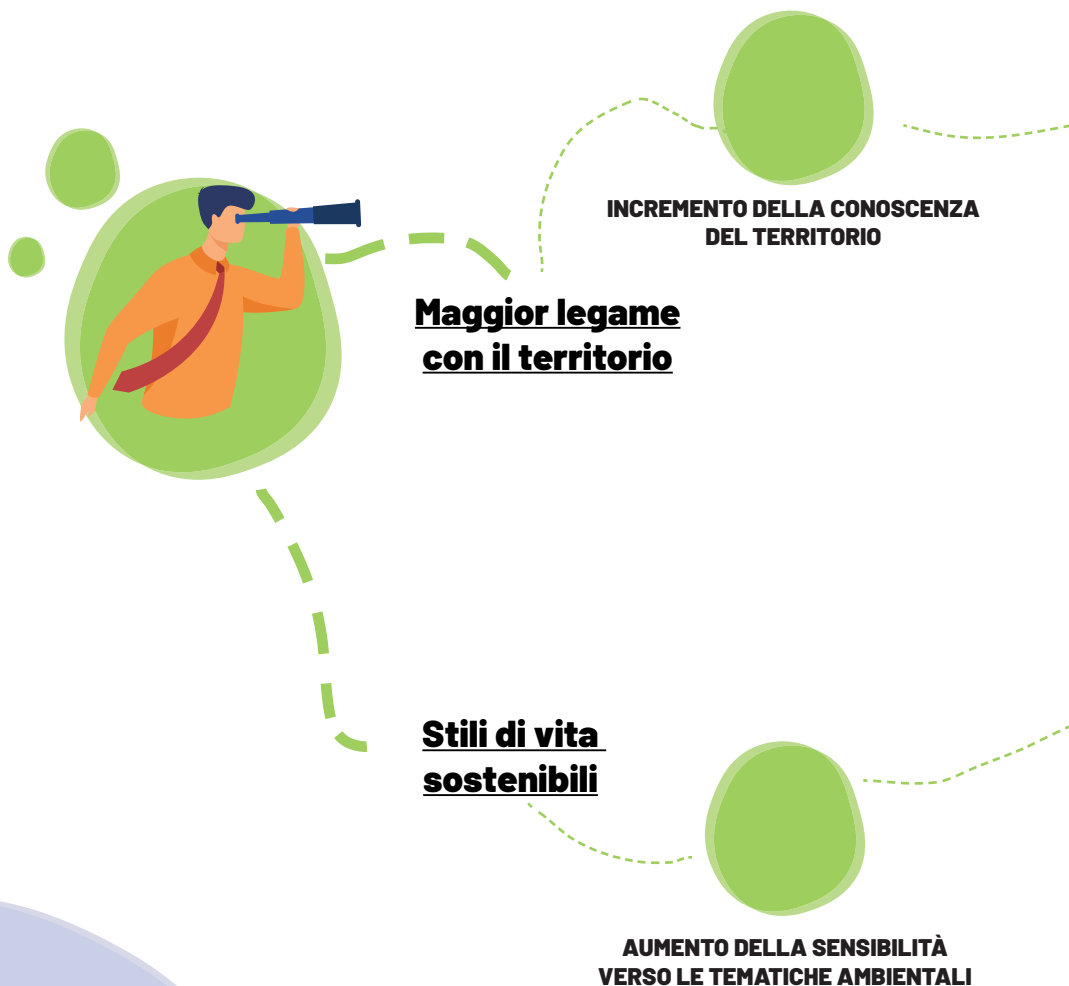 INCREMENTO DELLA CONOSCENZA
DEL TERRITORIO
Maggior legame
con il territorio
Stili di vita
sostenibili
AUMENTO DELLA SENSIBILITÀ
VERSO LE TEMATICHE AMBIENTALI